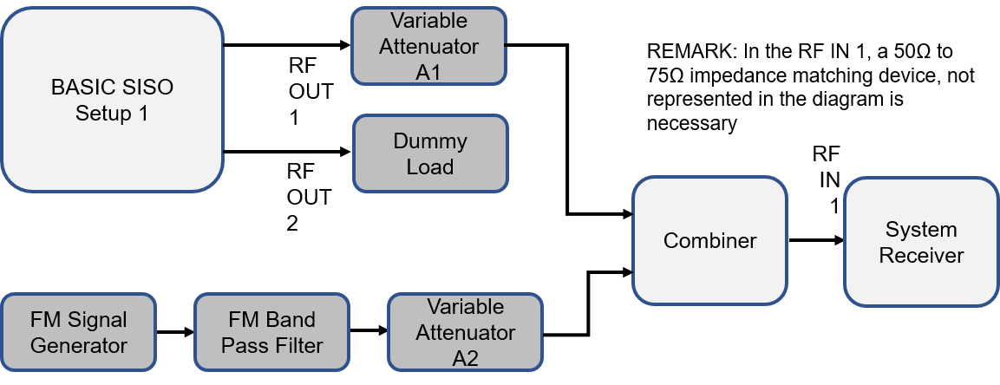 BASIC SISO
Setup 1
RF
OUT
1
Variable
Attenuator
A1
REMARK: In the RF IN 1, a 50Ω to
75Ω impedance matching device, not
represented in the diagram is
necessary
RF
OUT
2
Dummy
Load
RF
IN
1
Combiner
System
Receiver
FM Signal
Generator
FM Band
Pass Filter
Variable
Attenuator
A2